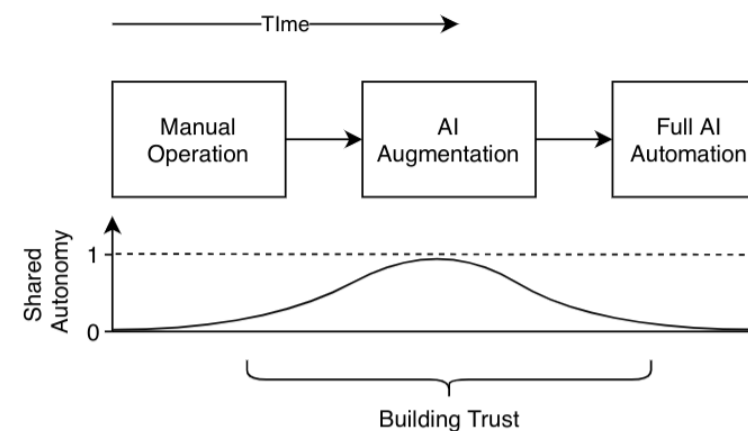 TIme
Manual
Operation
AI
Augmentation
Full AI
Automation
Shared
Autonomy
1
0
Building Trust